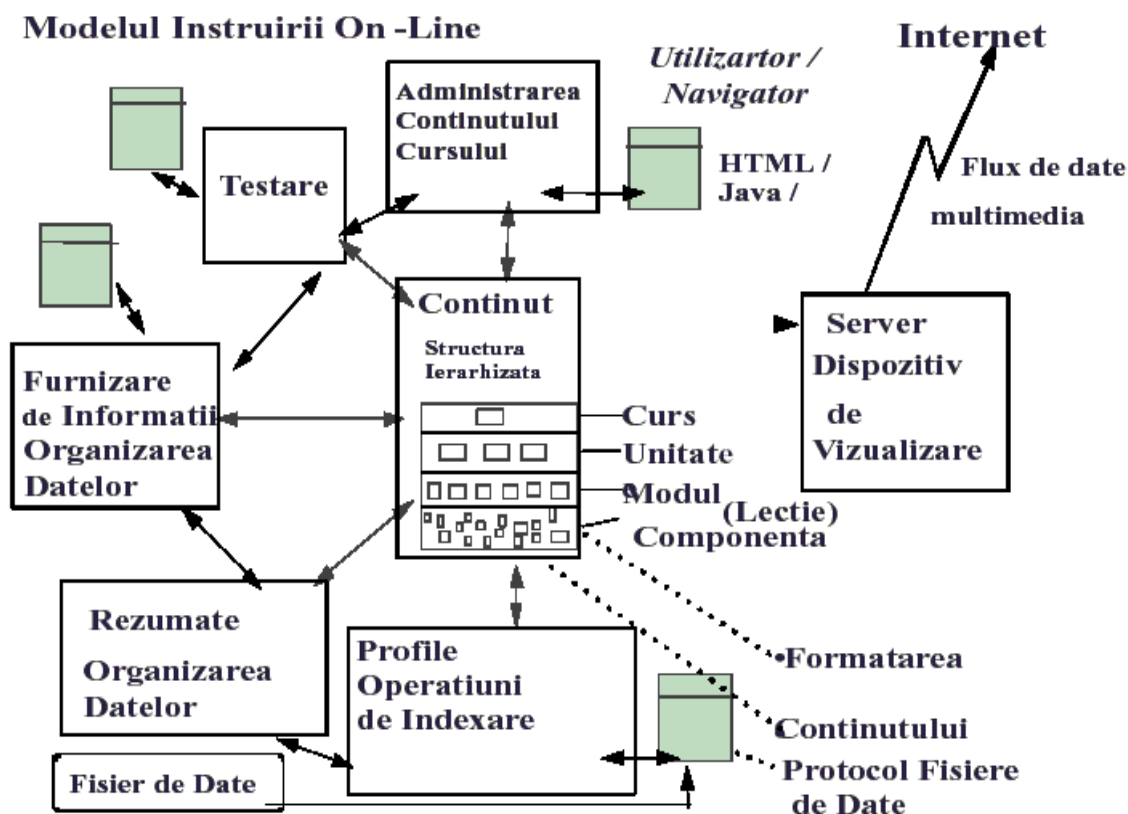 Modelul Instruirii On -Line
Internet
Utilizartor /
Navigator
Administrarea
Continutului
Cursului
HTML /
Java /
Flux de date
multimedia
Testare
Continut
Structura
Ierarhizata
Server
Dispozitiv
de
Vizualizare
Furnizare
de Informatii
Organizarea
Datelor
Curs
Unitate
Modul
(Lectie)
Componenta
Rezumate
Organizarea
Datelor
Profile
Operatiuni
de Indexare
•Formatarea
Continutului
Protocol Fisiere
de Date
Fisier de Date